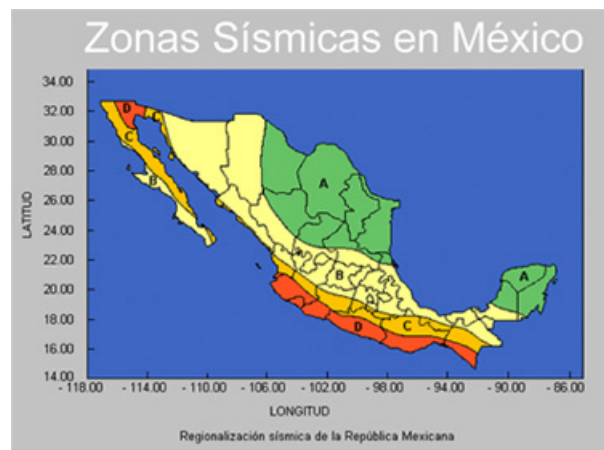 Zonas Sísmicas en México
34.00
32.00
30.00
28.00
26.00
24.00
22.00
20.00
18.00
16.00
14.00
LATITUD
D
C
C
B
A
B
A
C
D
- 118.00 - 114.00 - 110.00 - 106.00 - 102.00 - 98.00 - 94.00 - 90.00 - 86.00
LONGITUD
Regionalización sísmica de la República Mexicana